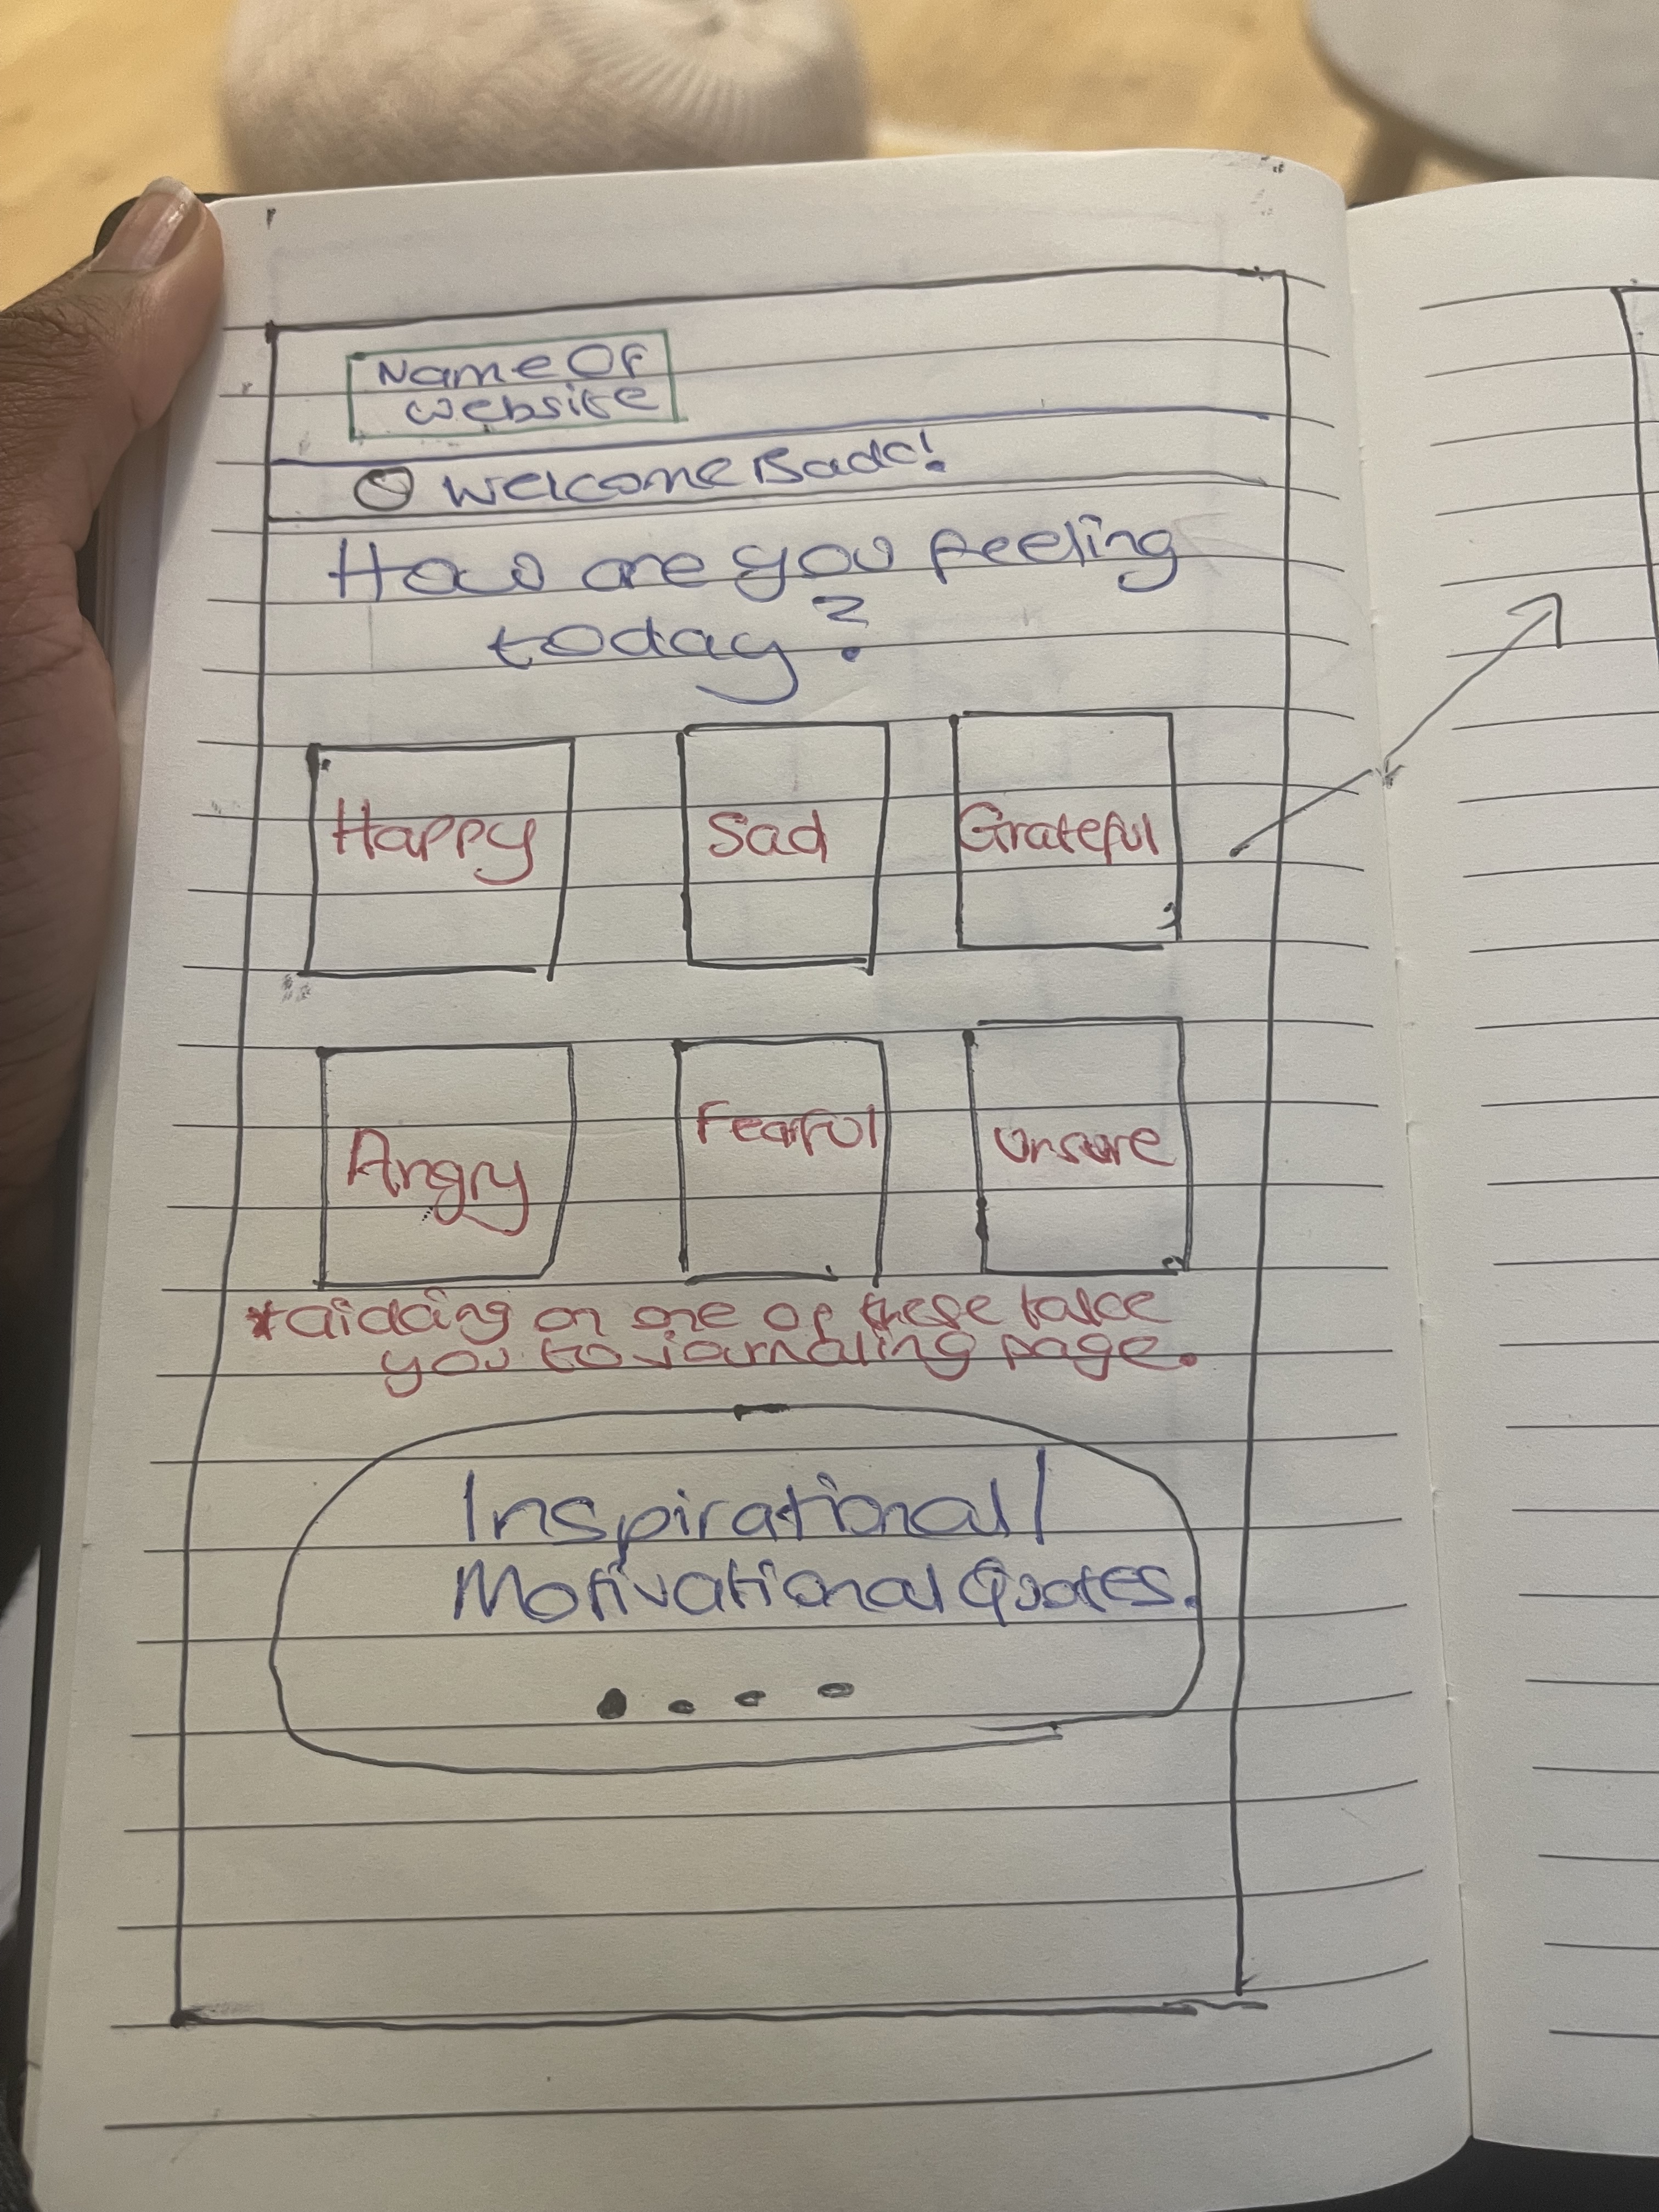 Name Of
website
Welcome Back!
How are you feeling
today?
Happy
Sad
Grateful
Angry
Fearful
Unsure
*Clicking on one of these take
you to journaling page.
Inspirational/
Motivational Quotes.